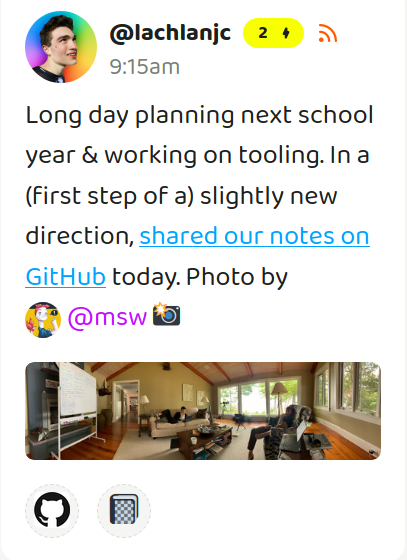 @lachlanjc 2
9:15am
Long day planning next school
year & working on tooling. In a
(first step of a) slightly new
direction, shared our notes on
GitHub today. Photo by
@msw